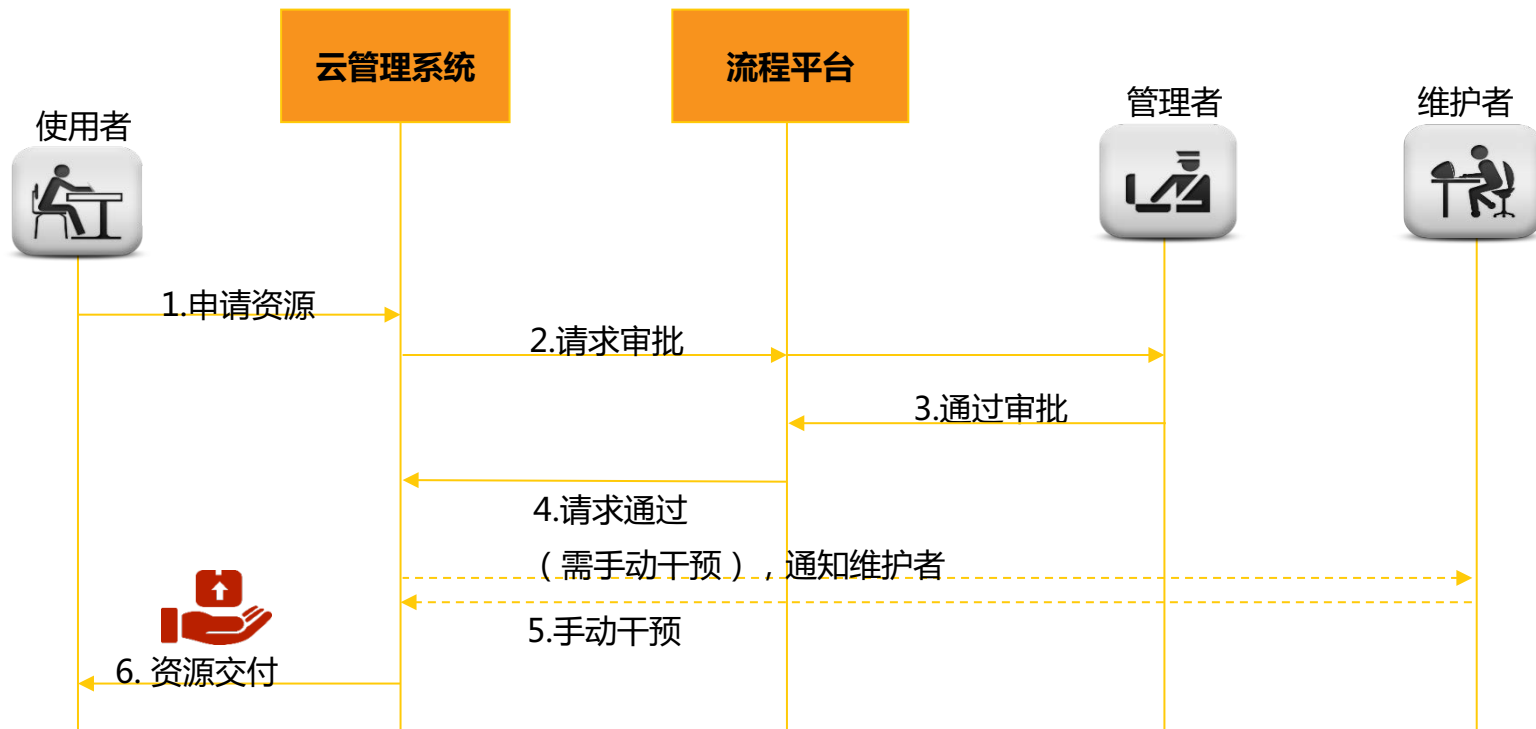 云管理系统
流程平台
管理者
维护者
使用者
1.申请资源
2.请求审批
3.通过审批
4.请求通过
（需手动干预），通知维护者
5.手动干预
6. 资源交付